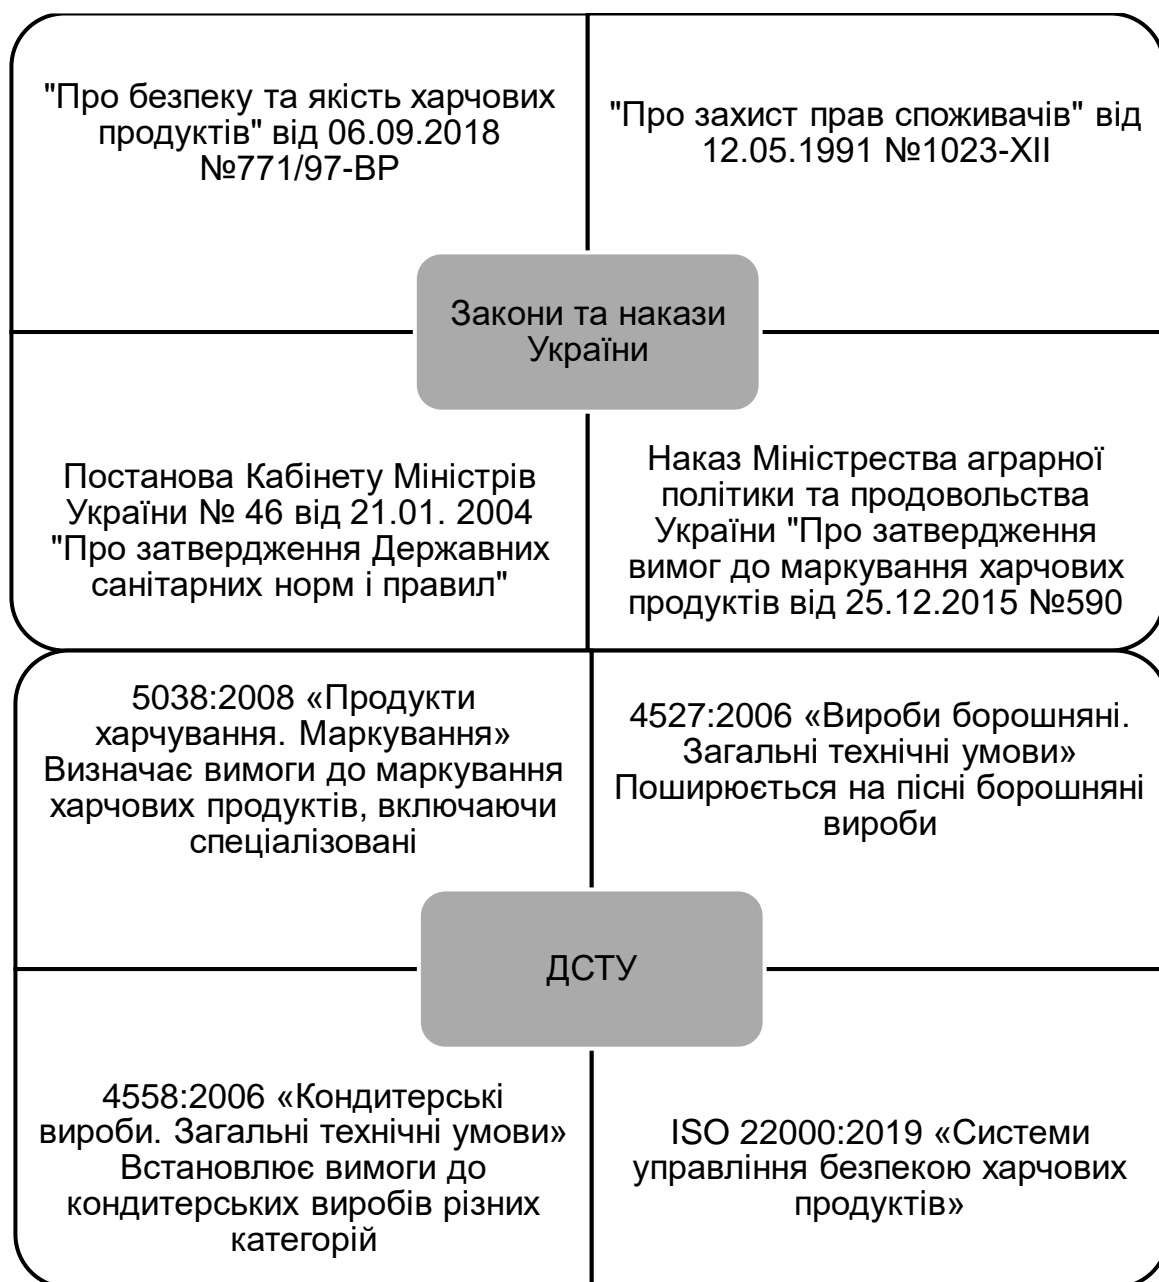 "Про безпеку та якість харчових
продуктів" від 06.09.2018
№771/97-ВР
"Про захист прав споживачів" від
12.05.1991 №1023-XII
Закони та накази
України
Постанова Кабінету Міністрів
України № 46 від 21.01. 2004
"Про затвердження Державних
санітарних норм і правил"
Наказ Міністрества аграрної
політики та продовольства
України "Про затвердження
вимог до маркування харчових
продуктів від 25.12.2015 №590
5038:2008 «Продукти
харчування. Маркування»
Визначає вимоги до маркування
харчових продуктів, включаючи
спеціалізовані
4527:2006 «Вироби борошняні.
Загальні технічні умови»
Поширюється на пісні борошняні
вироби
ДСТУ
4558:2006 «Кондитерські
вироби. Загальні технічні умови»
Встановлює вимоги до
кондитерських виробів різних
категорій
ISO 22000:2019 «Системи
управління безпекою харчових
продуктів»